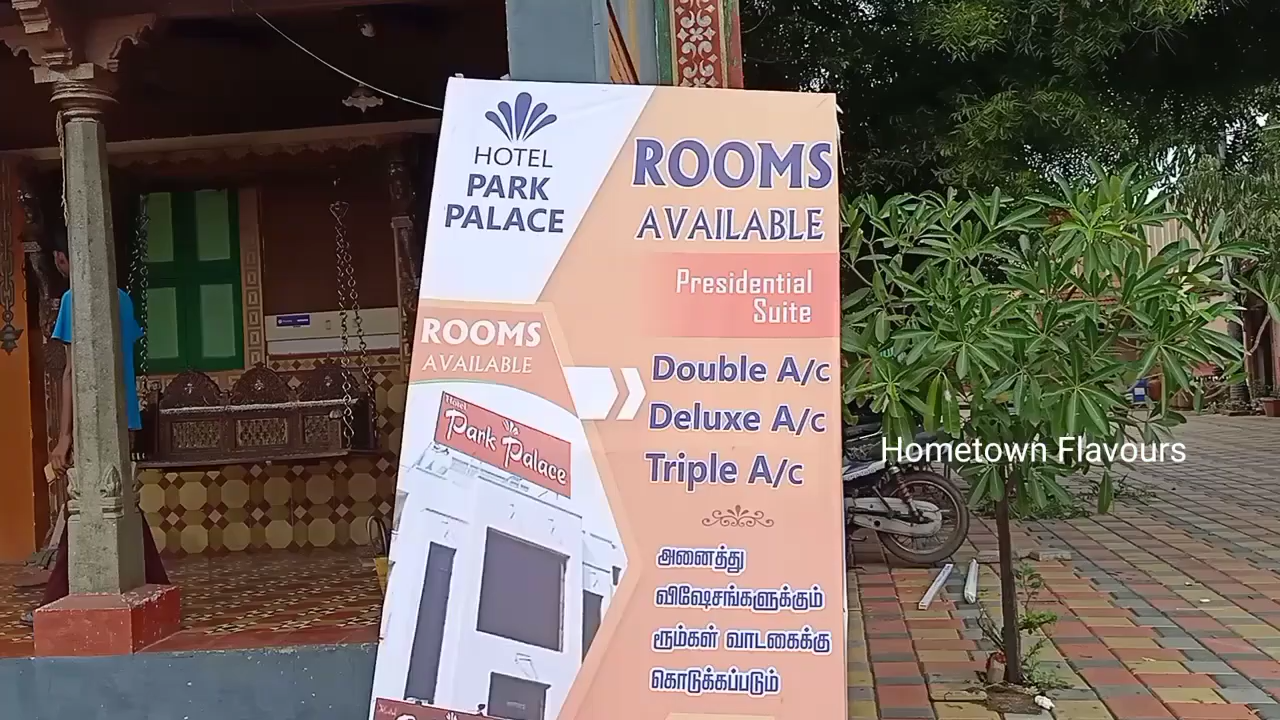 HOTEL
PARK
PALACE
ROOMS
AVAILABLE
Presidential
Suite
ROOMS
AVAILABLE
Double A/c
Deluxe A/c
Triple A/c
Hotel
Park Palace
Hometown Flavours
அனைத்து
விஷேசங்களுக்கும்
ரூம்கள் வாடகைக்கு
கொடுக்கப்படும்